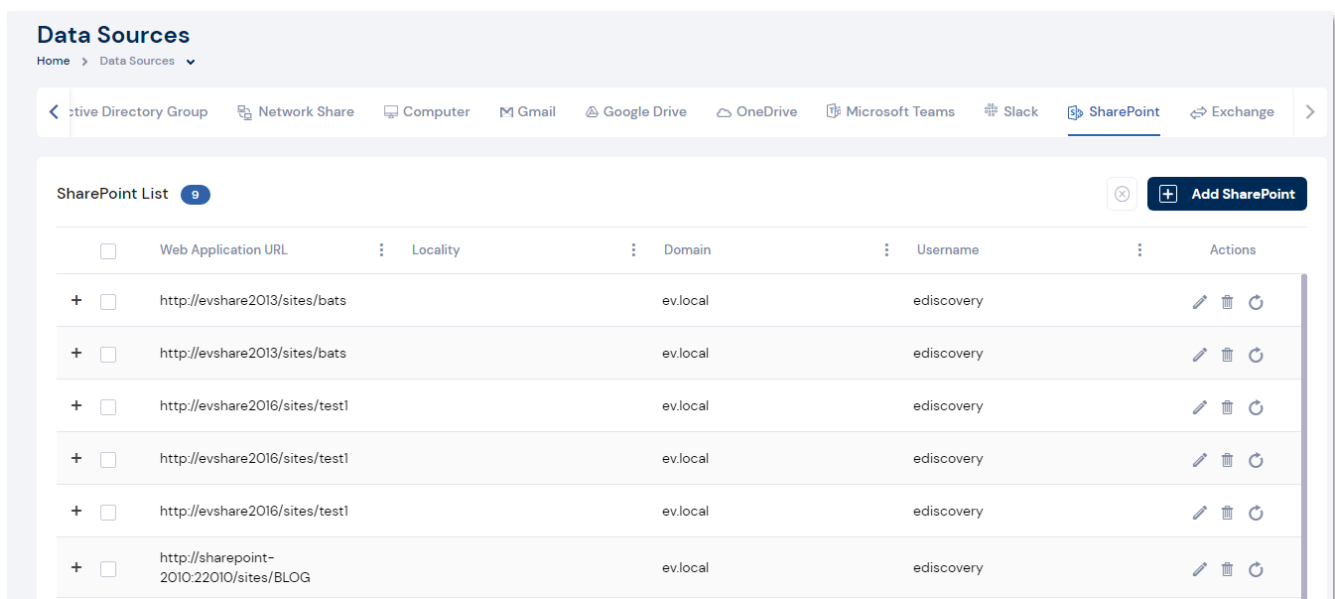 Data Sources
Home > Data Sources
ctive Directory Group Network Share Computer Gmail Google Drive OneDrive Microsoft Teams Slack SharePoint Exchange
SharePoint List 9 Add SharePoint
Web Application URL Locality Domain Username Actions
http://evshare2013/sites/bats ev.local ediscovery
http://evshare2013/sites/bats ev.local ediscovery
http://evshare2016/sites/test1 ev.local ediscovery
http://evshare2016/sites/test1 ev.local ediscovery
http://evshare2016/sites/test1 ev.local ediscovery
http://sharepoint-
2010:22010/sites/BLOG ev.local ediscovery